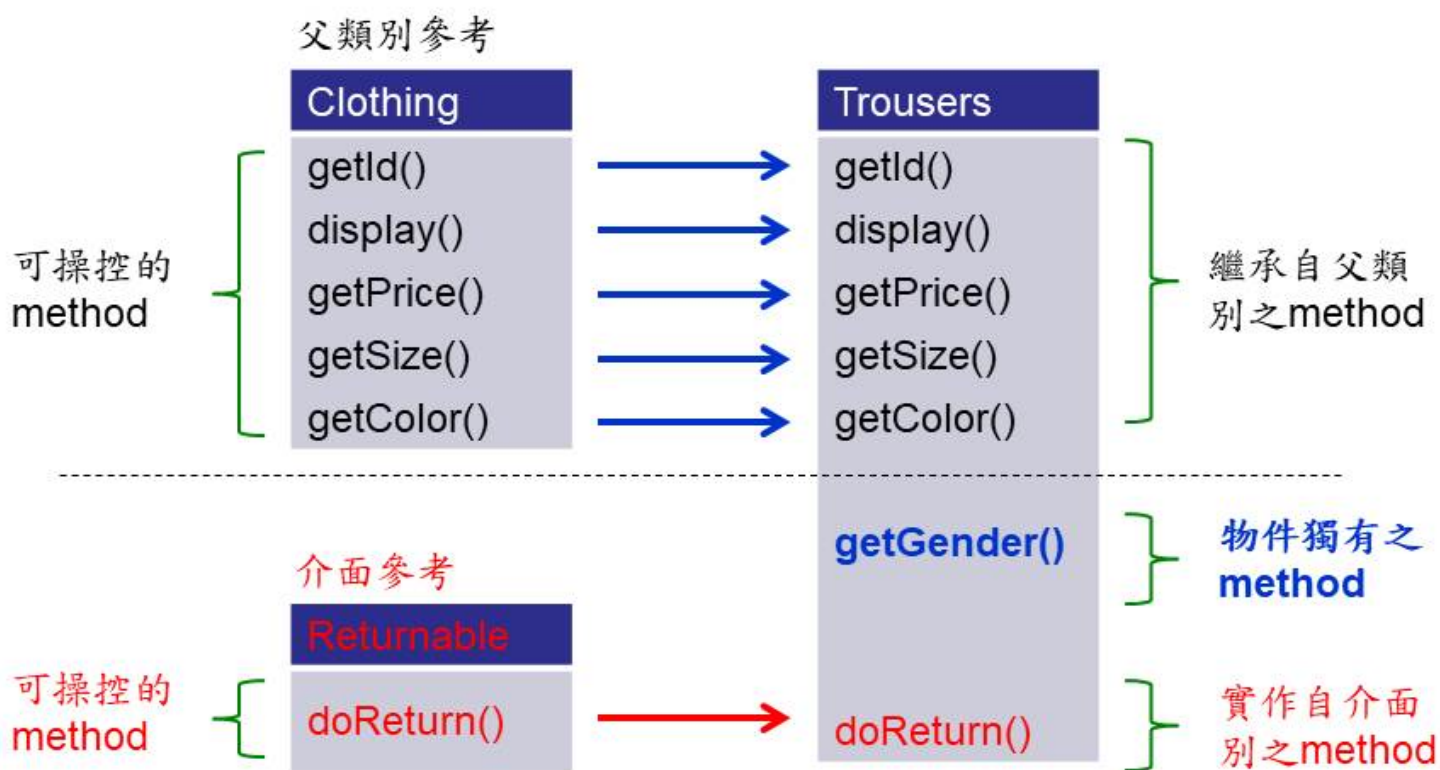 父類別參考
Clothing
getId()
display()
getPrice()
getSize()
getColor()
可操控的
method
Trousers
getId()
display()
getPrice()
getSize()
getColor()
繼承自父類
別之method
getGender()
物件獨有之
method
介面參考
Returnable
可操控的
method
doReturn()
doReturn()
實作自介面
別之method